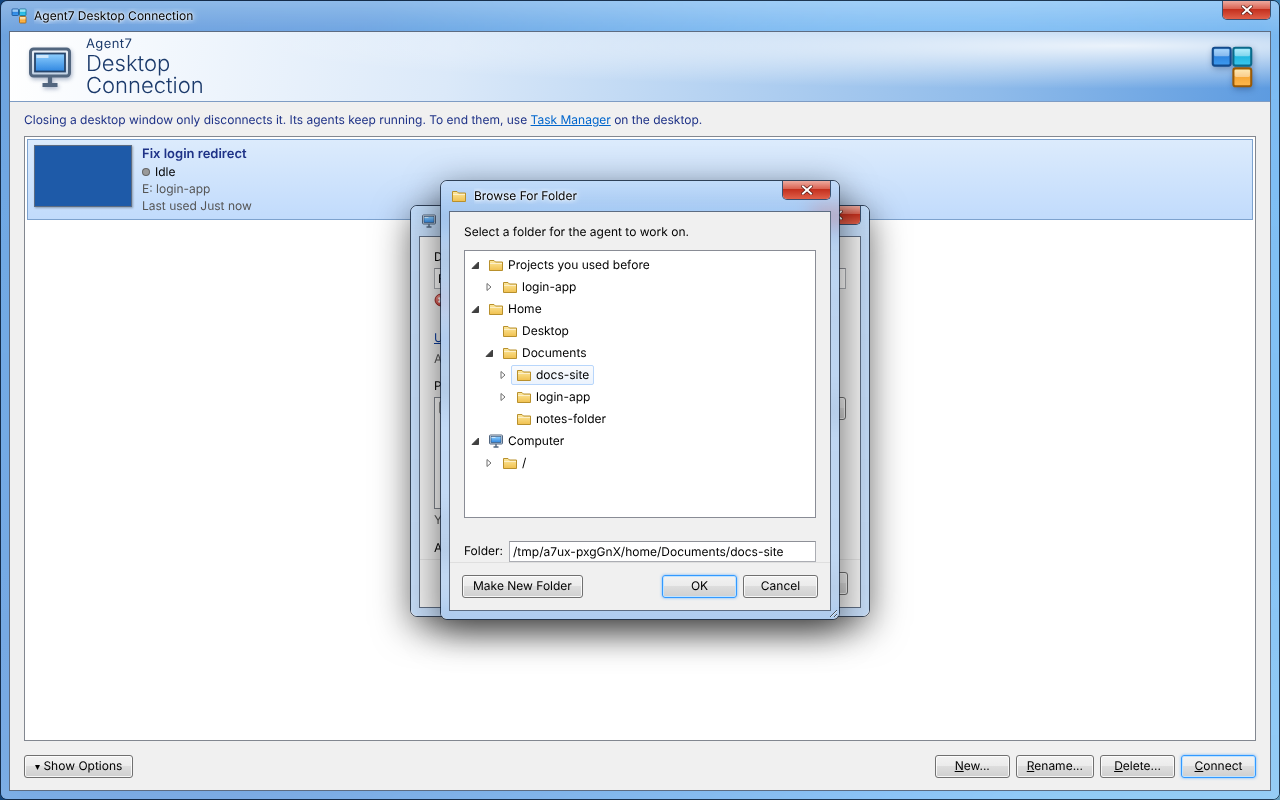 Agent7 Desktop Connection
Agent7
Desktop
Connection
Closing a desktop window only disconnects it. Its agents keep running. To end them, use Task Manager on the desktop.
Fix login redirect
Idle
E: login-app
Last used Just now
Browse For Folder
Select a folder for the agent to work on.
Projects you used before
login-app
Home
Desktop
Documents
docs-site
login-app
notes-folder
Computer
/
Folder: /tmp/a7ux-pxgGnX/home/Documents/docs-site
Make New Folder OK Cancel
Show Options New... Rename... Delete... Connect